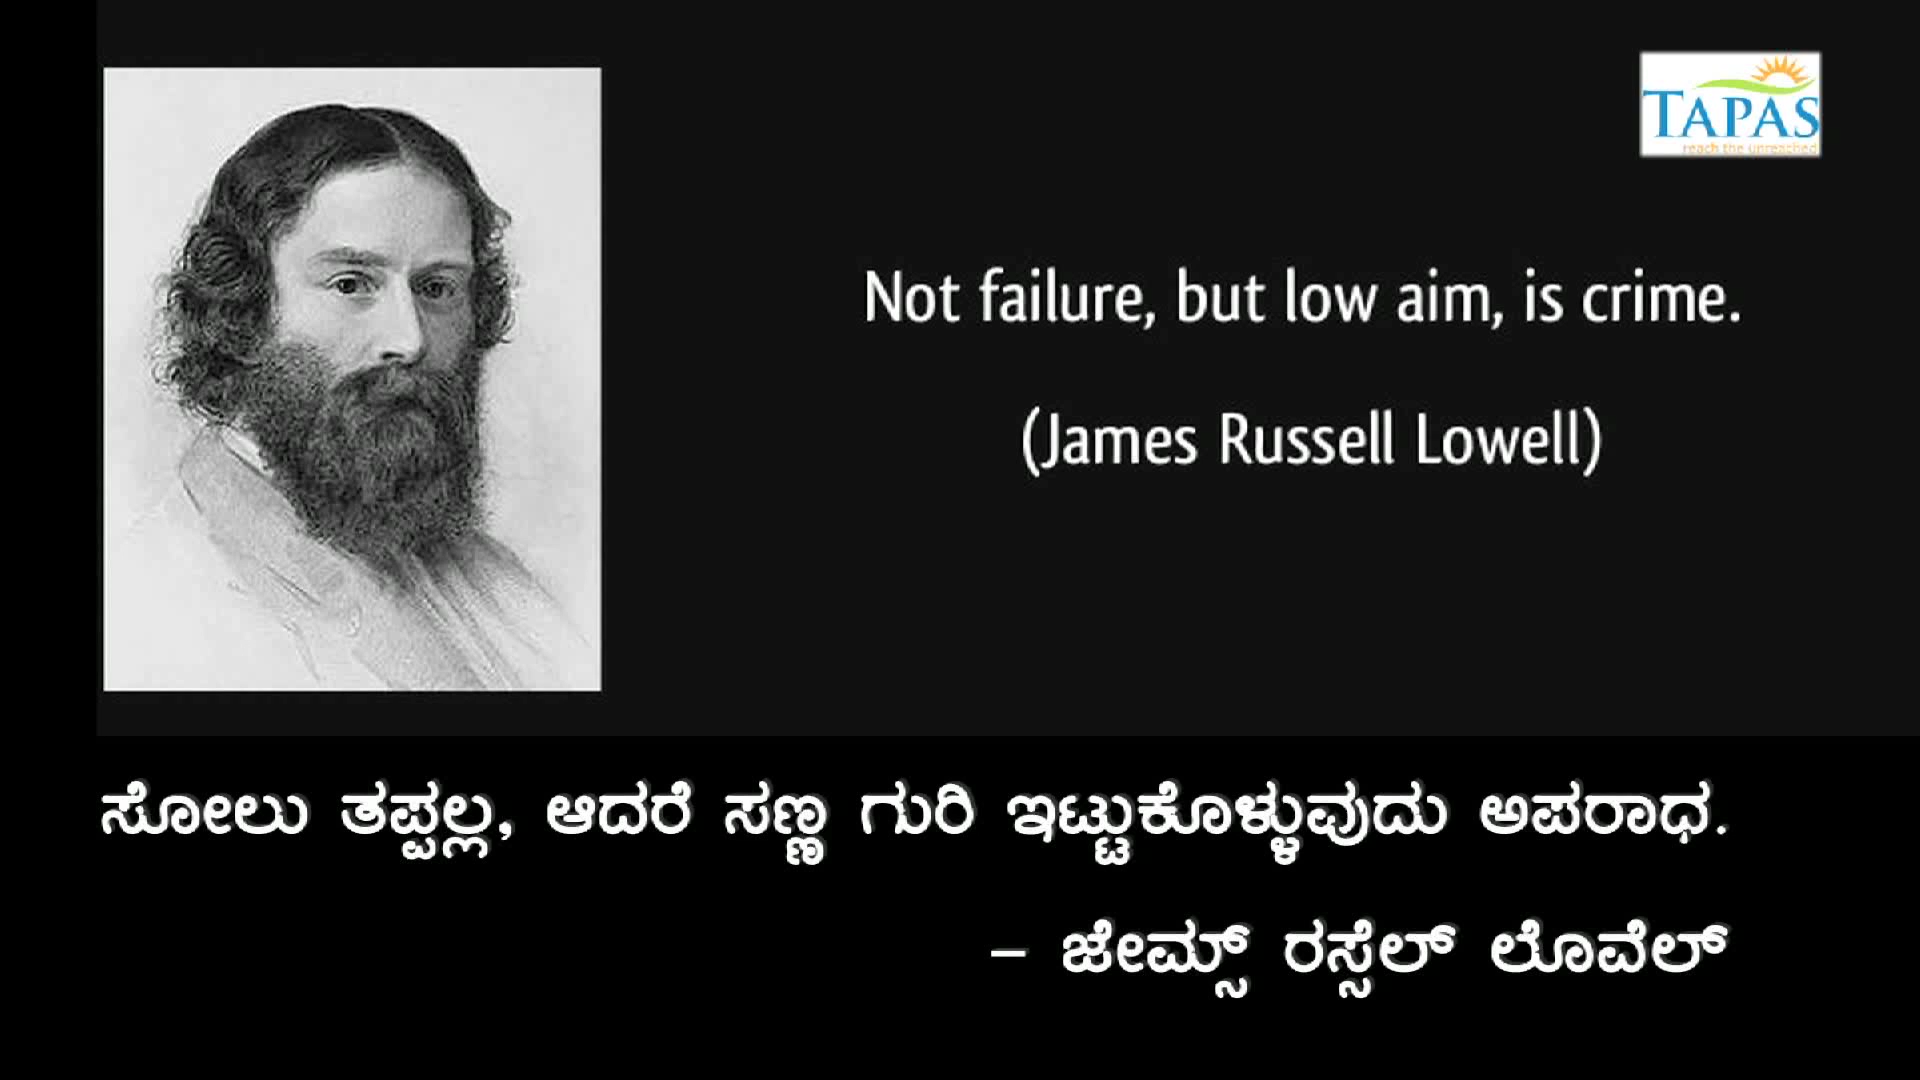 TAPAS
reach the unreached
Not failure, but low aim, is crime.
(James Russell Lowell)
ಸೋಲು ತಪ್ಪಲ್ಲ, ಆದರೆ ಸಣ್ಣ ಗುರಿ ಇಟ್ಟುಕೊಳ್ಳುವುದು ಅಪರಾಧ.
– ಜೇಮ್ಸ್ ರಸ್ಸೆಲ್ ಲೊವೆಲ್